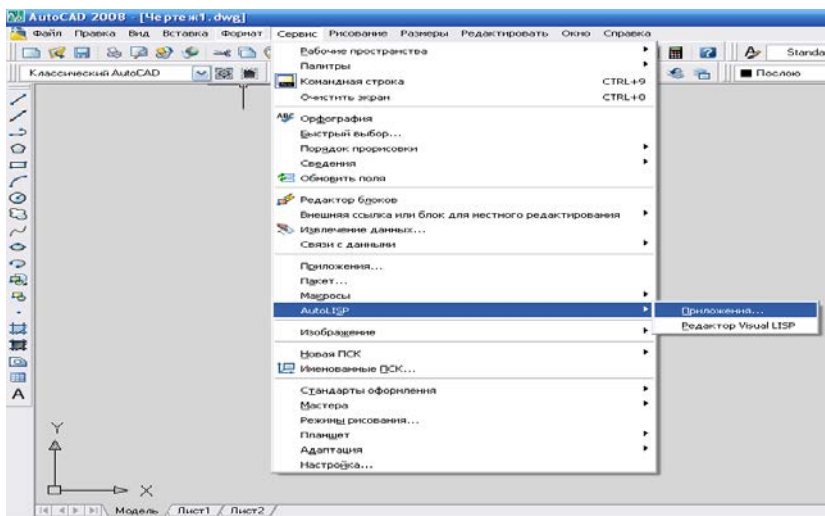 AutoCAD 2008 - [Чертеж1.dwg]
Файл Правка Вид Вставка Формат Сервис Рисование Размеры Редактировать Окно Справка
Standa
Классический AutoCAD
Послою
Рабочие пространства
Палитры
Командная строка CTRL+9
Очистить экран CTRL+0
ABC Орфография
Быстрый выбор...
Порядок прорисовки
Сведения
Обновить поля
Редактор блоков
Внешняя ссылка или блок для местного редактирования
Извлечение данных...
Связи с данными
Приложения...
Пакет...
Макросы
AutoLISP Приложения...
Редактор Visual LISP
Изображение
Новая ПСК
Именованные ПСК...
Стандарты оформления
Мастера
Режимы рисования...
Планшет
Адаптация
Настройка...
A
Y
X
Модель Лист1 Лист2